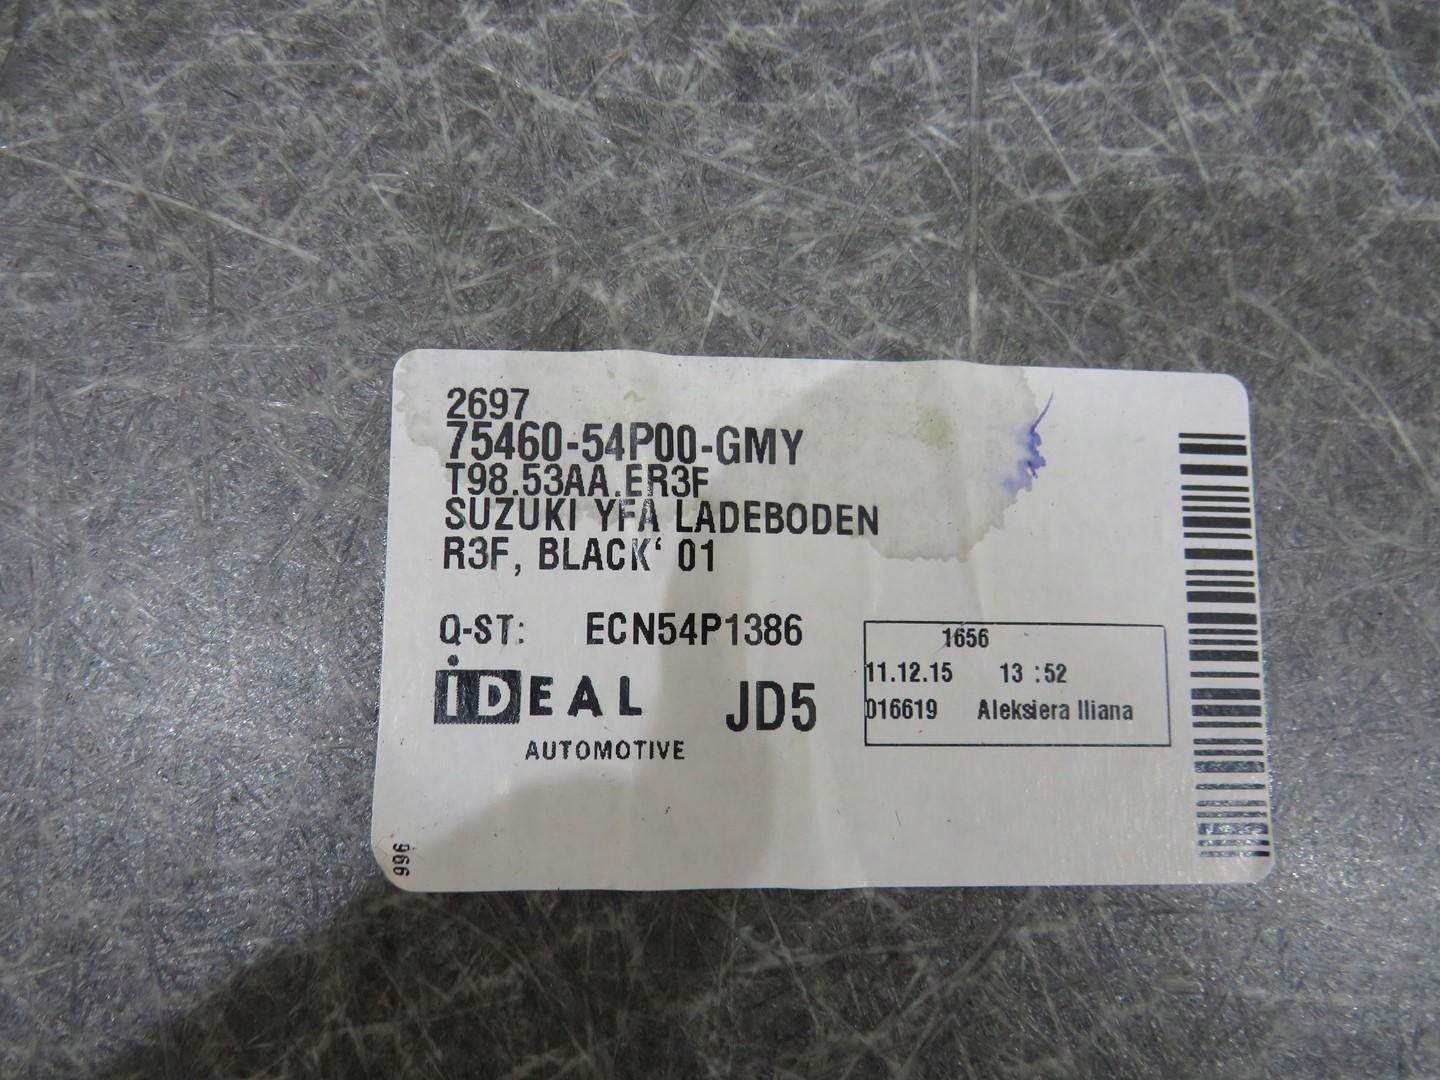 2697
75460-54P00-GMY
T98.53AA.ER3F
SUZUKI YFA LADEBODEN
R3F, BLACK‘ 01
Q-ST: ECN54P1386
iDEAL
AUTOMOTIVE
JD5
1656
11.12.15 13 :52
016619 Aleksiera Iliana
996